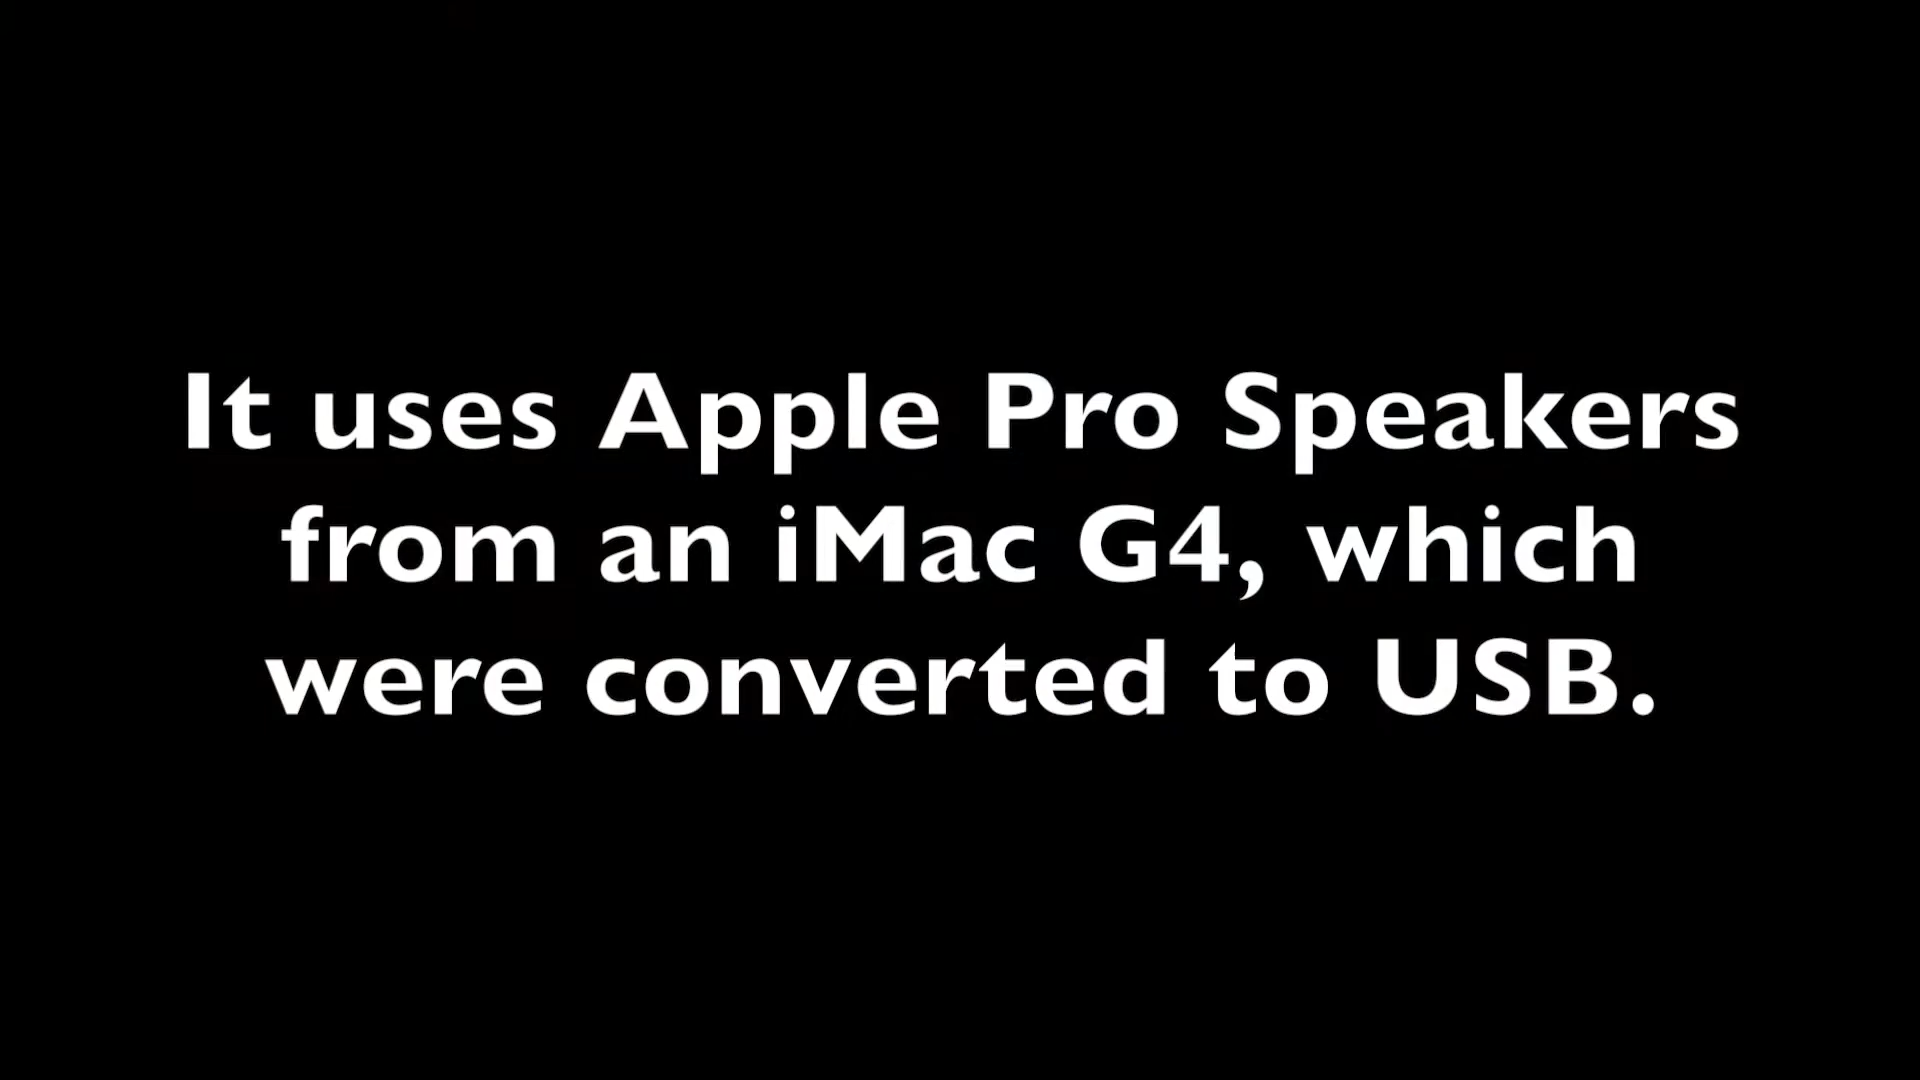 It uses Apple Pro Speakers
from an iMac G4, which
were converted to USB.